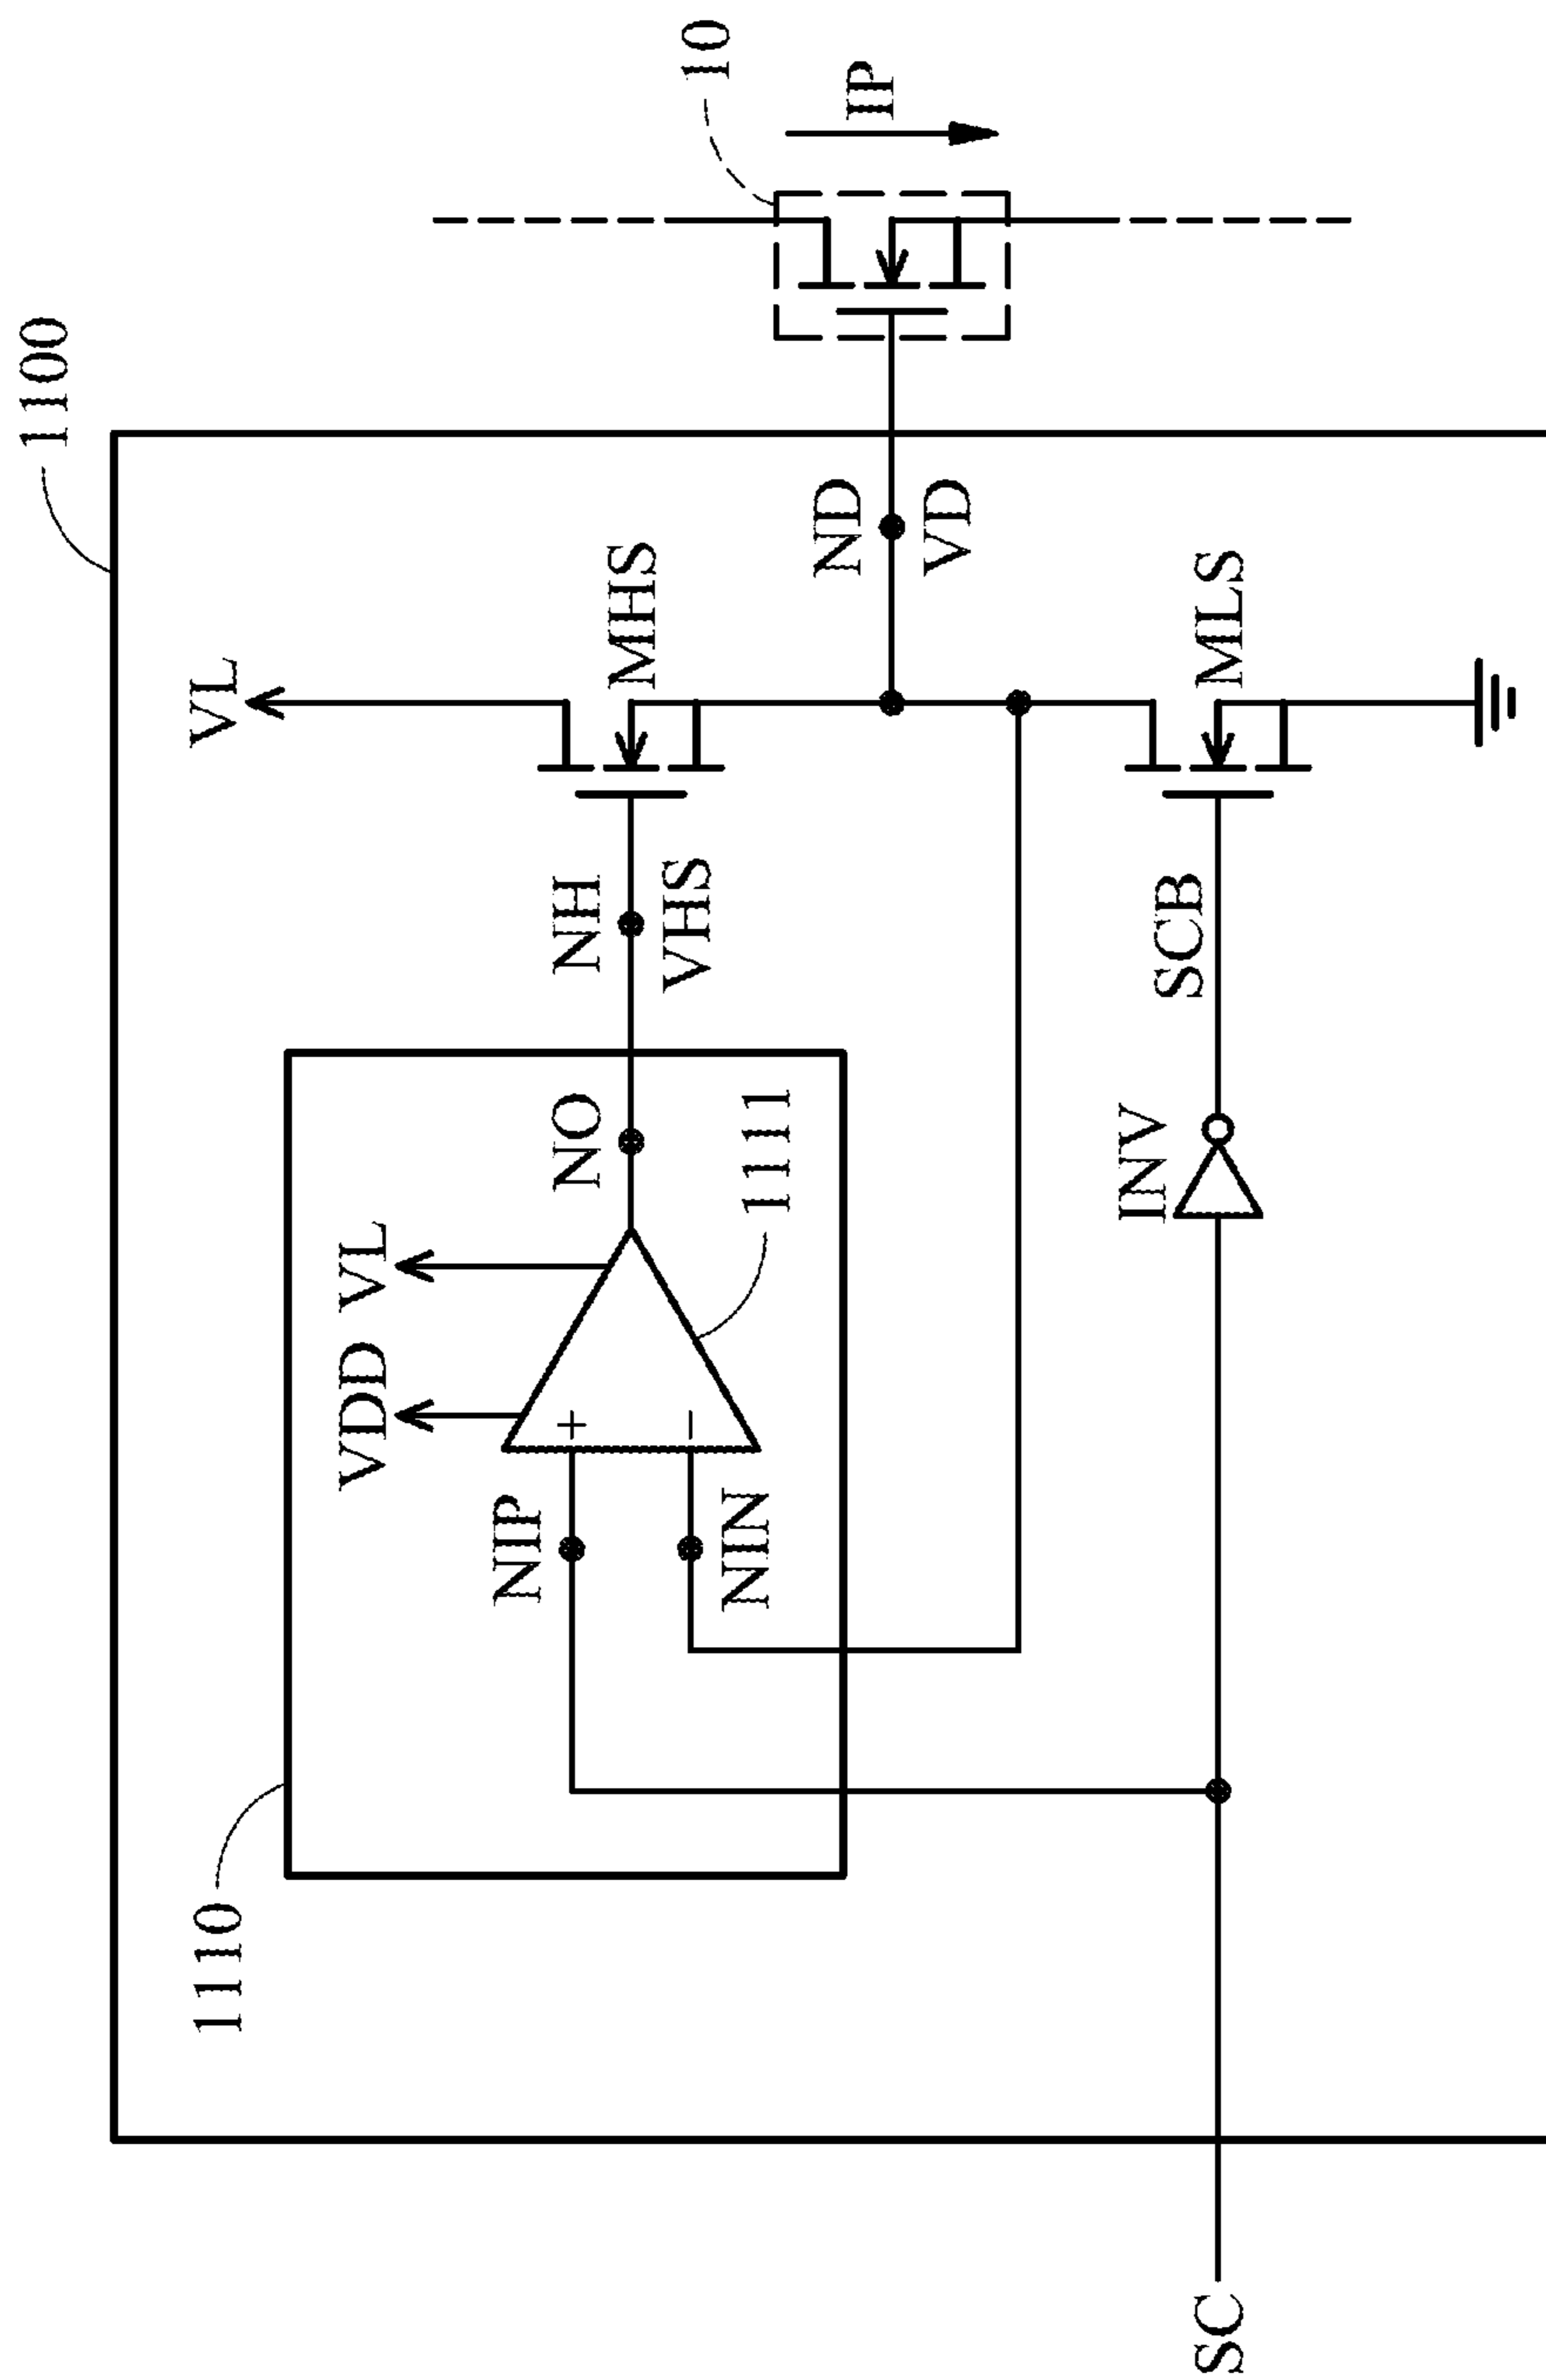 1100
10
IP
VL
MHS
ND
VD
NH
VHS
MLS
SCB
NO
VL
VDD
1111
INV
NIP
NIN
1110
SC